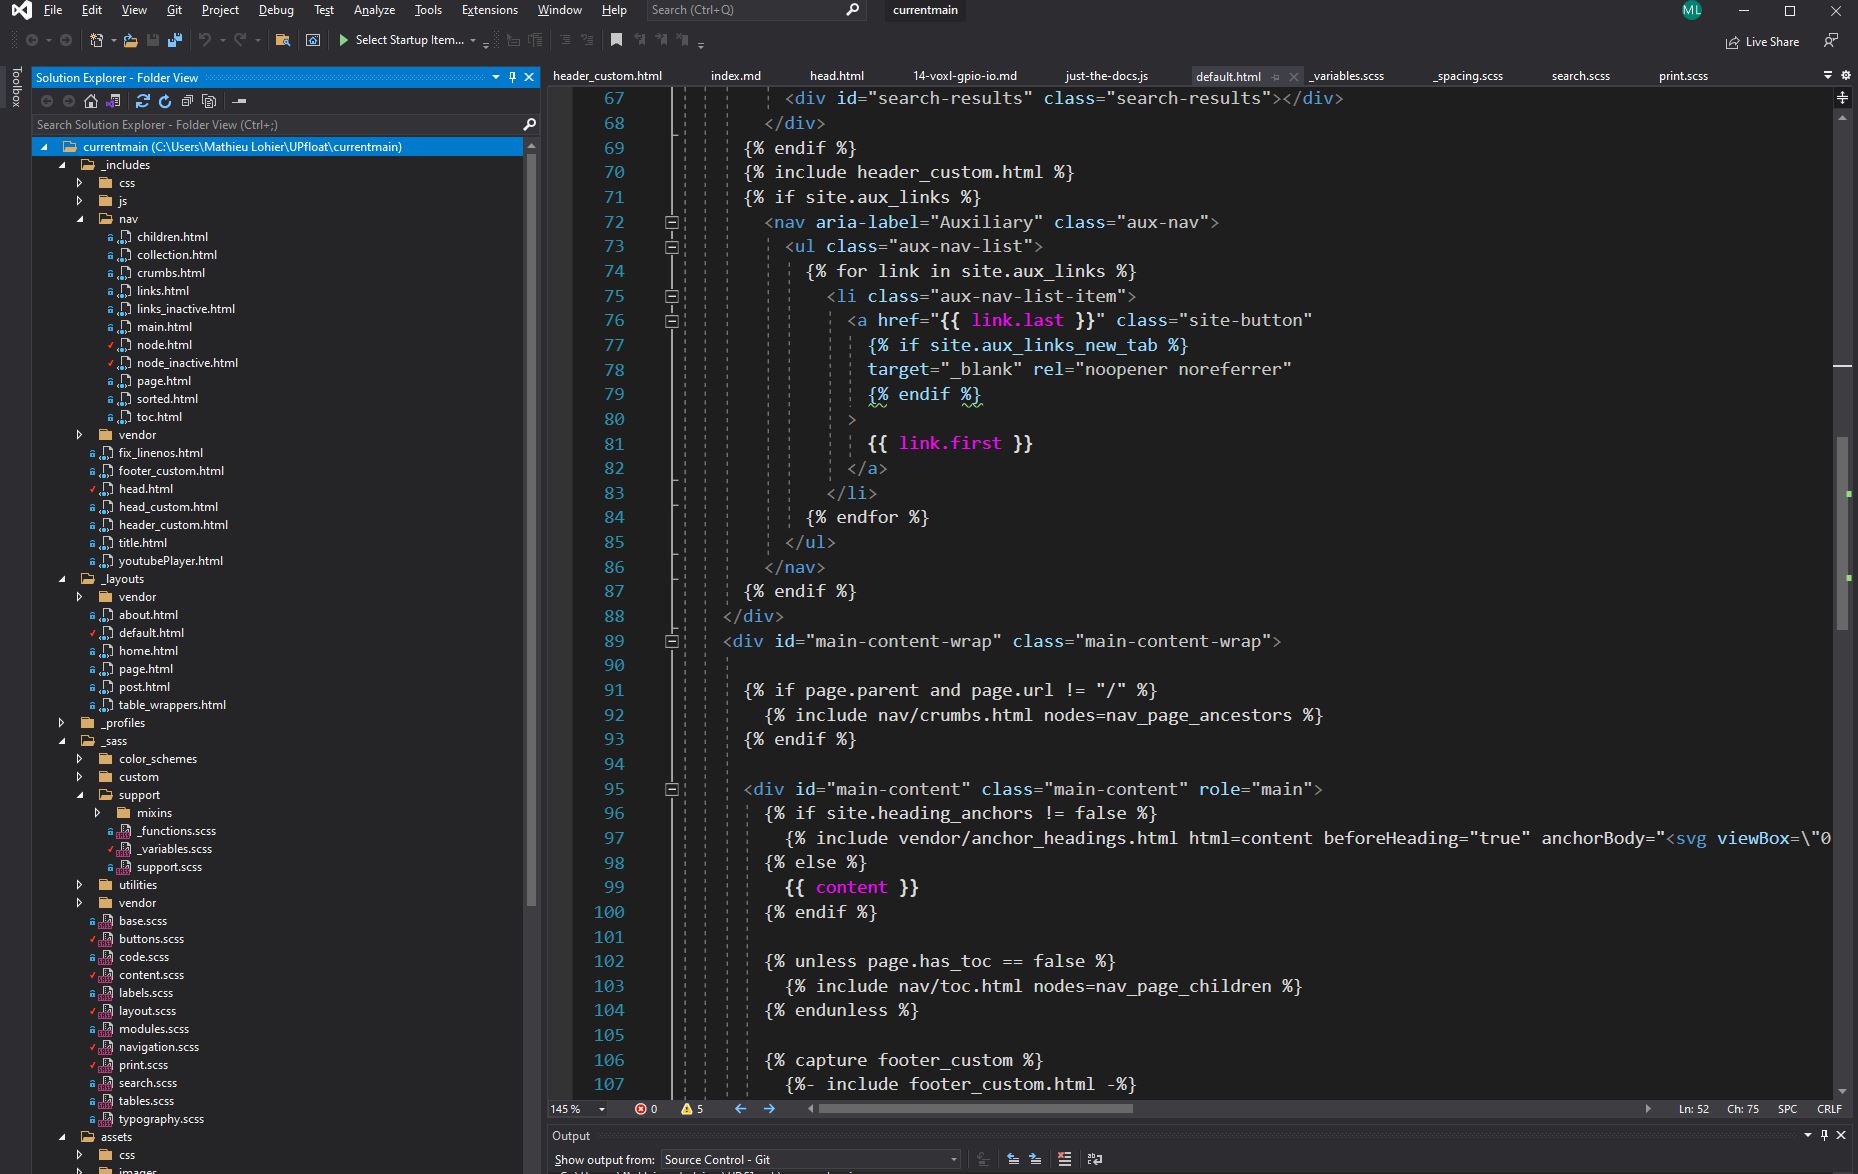 File Edit View Git Project Debug Test Analyze Tools Extensions Window Help Search (Ctrl+Q) currentmain ML
Select Startup Item... Live Share
Toolbox
Solution Explorer - Folder View
Search Solution Explorer - Folder View (Ctrl+;)
currentmain (C:\Users\Mathieu Lohier\UPfloat\currentmain)
_includes
css
js
nav
children.html
collection.html
crumbs.html
links.html
links_inactive.html
main.html
node.html
node_inactive.html
page.html
sorted.html
toc.html
vendor
fix_linenos.html
footer_custom.html
head.html
head_custom.html
header_custom.html
title.html
youtubePlayer.html
_layouts
vendor
about.html
default.html
home.html
page.html
post.html
table_wrappers.html
_profiles
_sass
color_schemes
custom
support
mixins
_functions.scss
_variables.scss
support.scss
utilities
vendor
base.scss
buttons.scss
code.scss
content.scss
labels.scss
layout.scss
modules.scss
navigation.scss
print.scss
search.scss
tables.scss
typography.scss
assets
css
images
header_custom.html index.md head.html 14-voxl-gpio-io.md just-the-docs.js default.html _variables.scss _spacing.scss search.scss print.scss
67 <div id="search-results" class="search-results"></div>
68 </div>
69 {% endif %}
70 {% include header_custom.html %}
71 {% if site.aux_links %}
72 <nav aria-label="Auxiliary" class="aux-nav">
73 <ul class="aux-nav-list">
74 {% for link in site.aux_links %}
75 <li class="aux-nav-list-item">
76 <a href="{{ link.last }}" class="site-button"
77 {% if site.aux_links_new_tab %}
78 target="_blank" rel="noopener noreferrer"
79 {% endif %}
80 >
81 {{ link.first }}
82 </a>
83 </li>
84 {% endfor %}
85 </ul>
86 </nav>
87 {% endif %}
88 </div>
89 <div id="main-content-wrap" class="main-content-wrap">
90
91 {% if page.parent and page.url != "/" %}
92 {% include nav/crumbs.html nodes=nav_page_ancestors %}
93 {% endif %}
94
95 <div id="main-content" class="main-content" role="main">
96 {% if site.heading_anchors != false %}
97 {% include vendor/anchor_headings.html html=content beforeHeading="true" anchorBody="<svg viewBox=\"0
98 {% else %}
99 {{ content }}
100 {% endif %}
101
102 {% unless page.has_toc == false %}
103 {% include nav/toc.html nodes=nav_page_children %}
104 {% endunless %}
105
106 {% capture footer_custom %}
107 {%- include footer_custom.html -%}
145 % 0 5 Ln: 52 Ch: 75 SPC CRLF
Output
Show output from: Source Control - Git